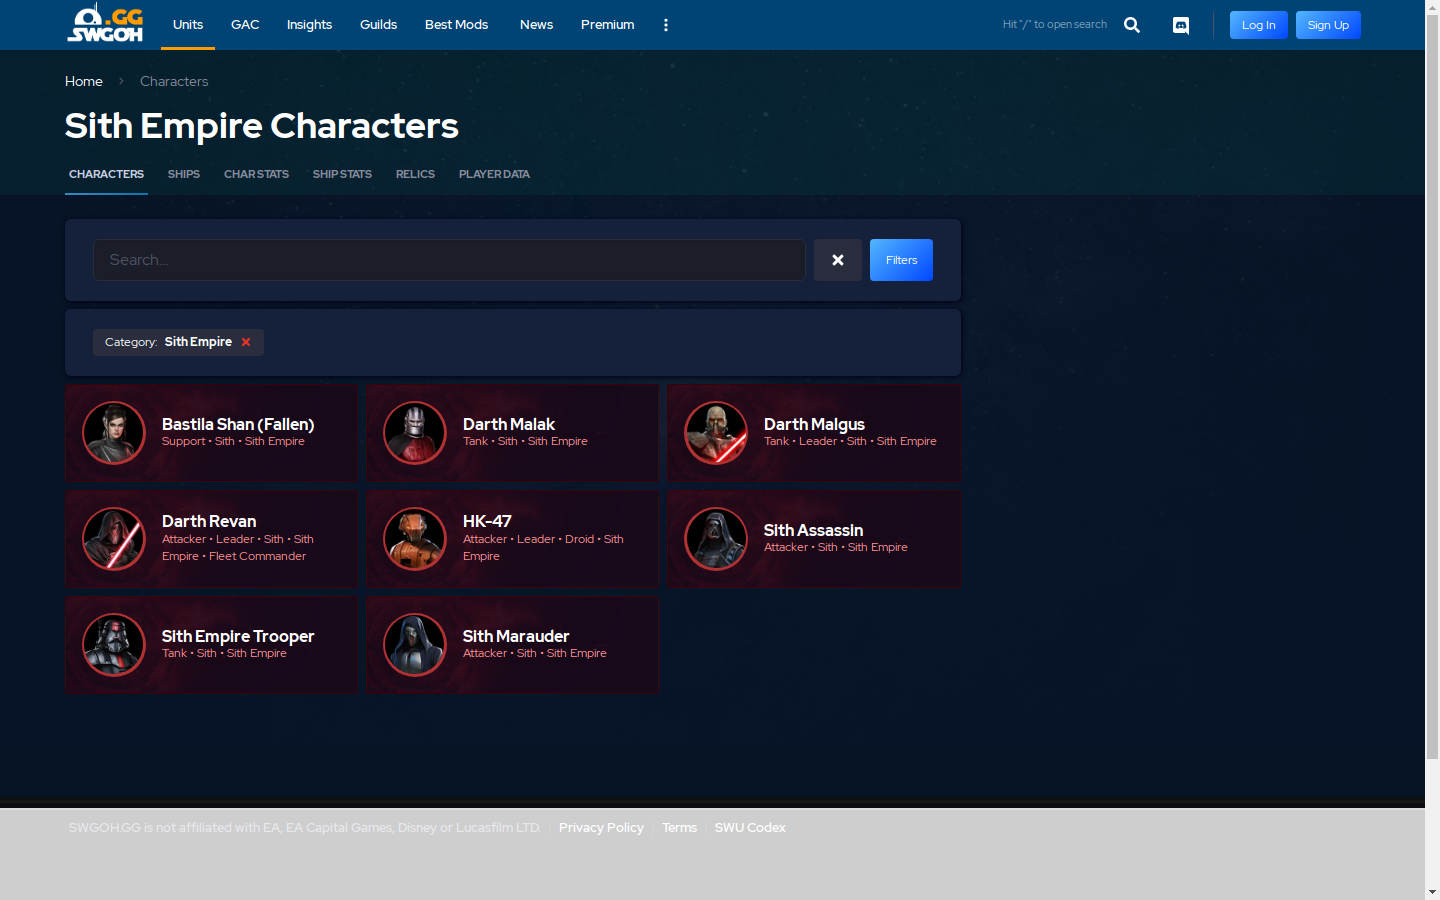 .GG
SWGOH
Units
GAC
Insights
Guilds
Best Mods
News
Premium
Hit "/" to open search
Log In
Sign Up
Home
Characters
Sith Empire Characters
CHARACTERS
SHIPS
CHAR STATS
SHIP STATS
RELICS
PLAYER DATA
Search...
Filters
Category: Sith Empire
Bastila Shan (Fallen)
Support • Sith • Sith Empire
Darth Malak
Tank • Sith • Sith Empire
Darth Malgus
Tank • Leader • Sith • Sith Empire
Darth Revan
Attacker • Leader • Sith • Sith
Empire • Fleet Commander
HK-47
Attacker • Leader • Droid • Sith
Empire
Sith Assassin
Attacker • Sith • Sith Empire
Sith Empire Trooper
Tank • Sith • Sith Empire
Sith Marauder
Attacker • Sith • Sith Empire
SWGOH.GG is not affiliated with EA, EA Capital Games, Disney or Lucasfilm LTD. | Privacy Policy | Terms | SWU Codex